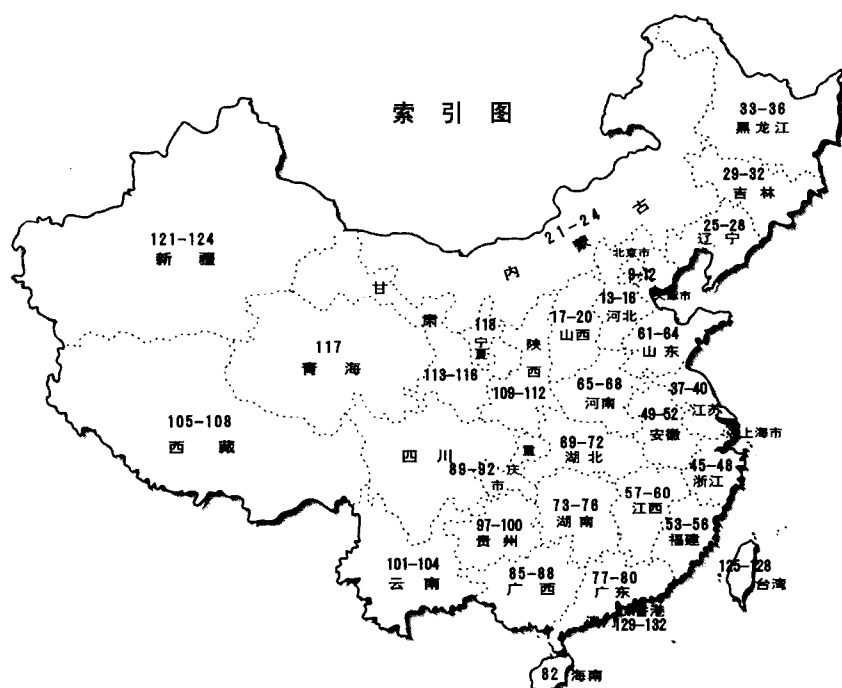 索引图
33-36
黑龙江
29-32
吉林
25-28
辽宁
21-24
内蒙古
121-124
新疆
北京市
9-12
天津市
甘肃
13-16
河北
17-20
山西
118
宁夏
陕西
61-64
山东
117
青海
113-116
109-112
65-68
河南
37-40
江苏
49-52
安徽
上海市
105-108
西藏
四川
89-92
重庆市
69-72
湖北
45-48
浙江
73-76
湖南
57-60
江西
53-56
福建
97-100
贵州
101-104
云南
85-88
广西
77-80
广东
125-128
台湾
香港
129-132
82 海南